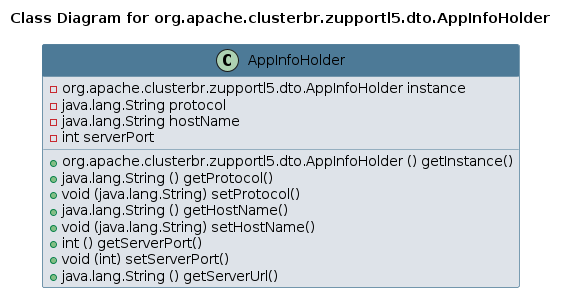 Class Diagram for org.apache.clusterbr.zupportl5.dto.AppInfoHolder
C AppInfoHolder
org.apache.clusterbr.zupportl5.dto.AppInfoHolder instance
java.lang.String protocol
java.lang.String hostName
int serverPort
org.apache.clusterbr.zupportl5.dto.AppInfoHolder () getInstance()
java.lang.String () getProtocol()
void (java.lang.String) setProtocol()
java.lang.String () getHostName()
void (java.lang.String) setHostName()
int () getServerPort()
void (int) setServerPort()
java.lang.String () getServerUrl()